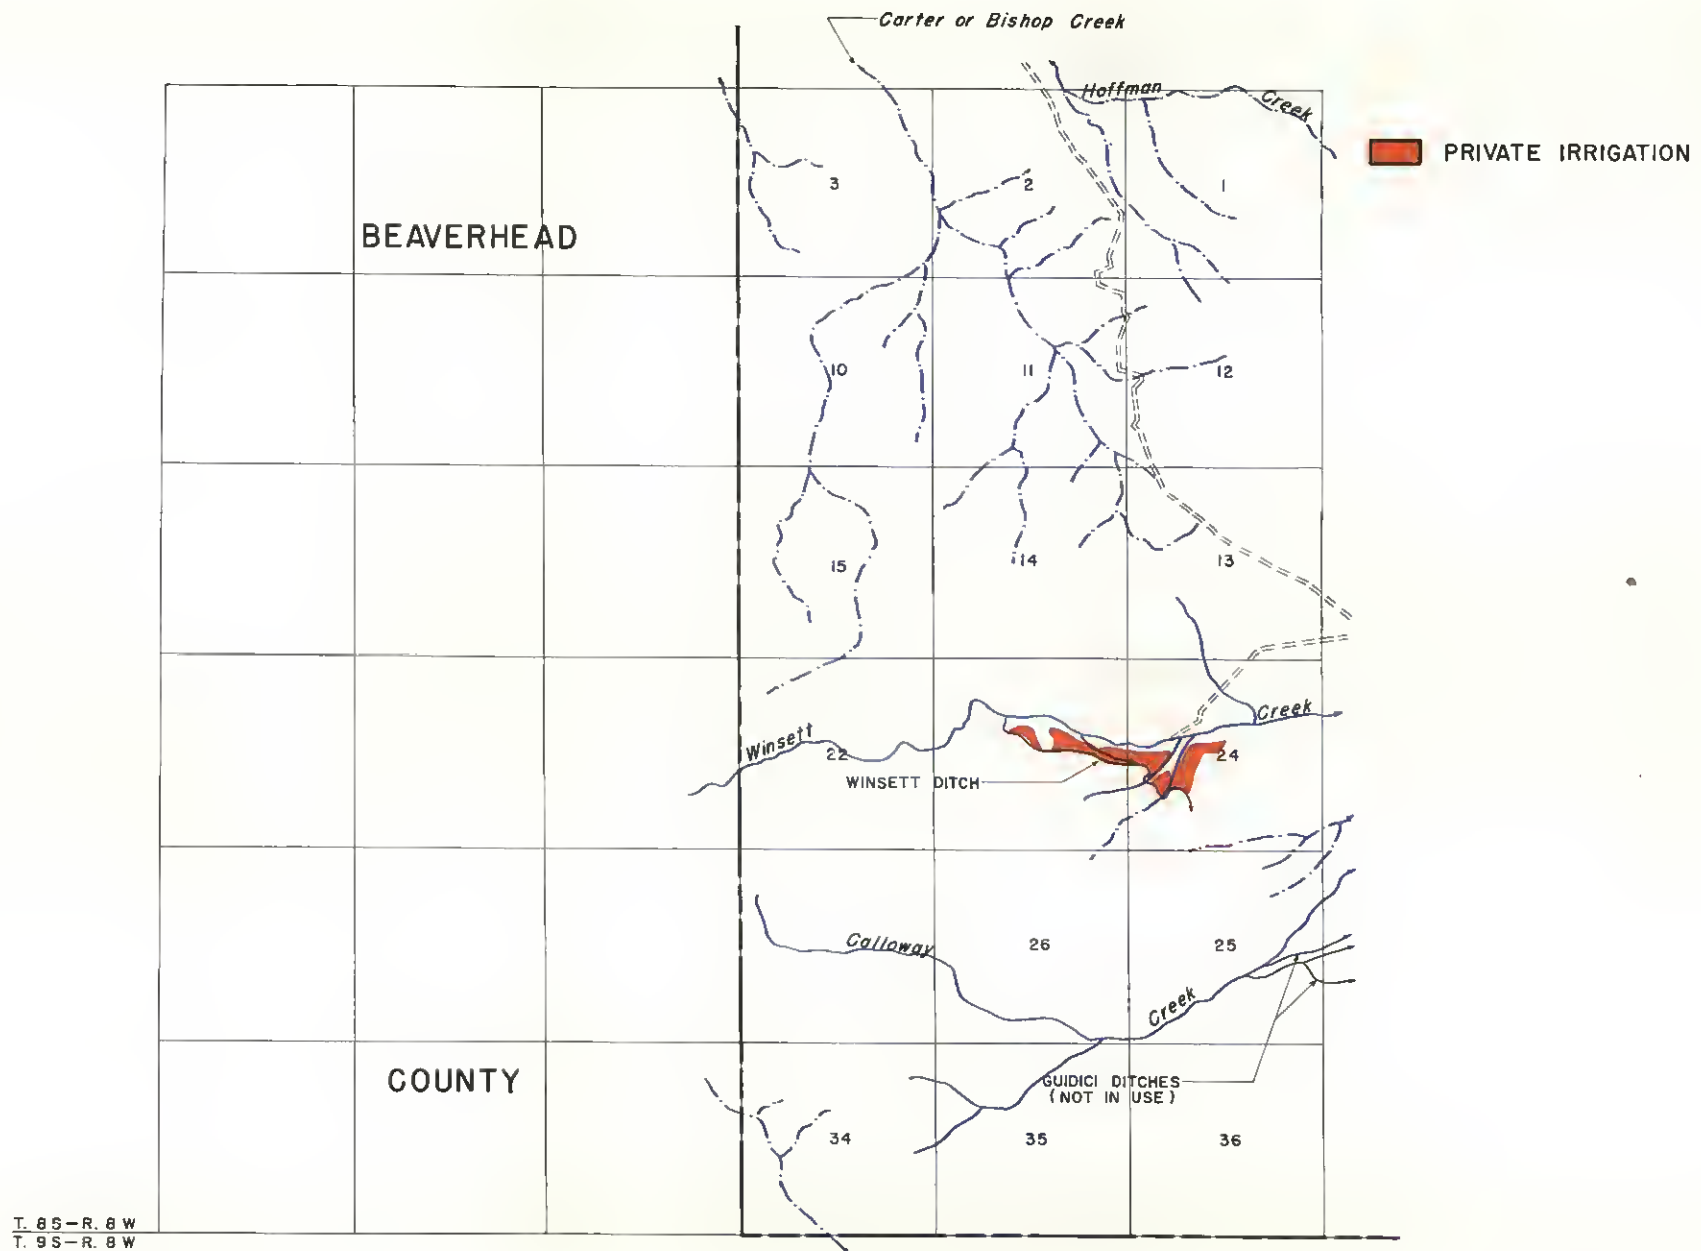 Carter or Bishop Creek
Hoffman
Creek
PRIVATE IRRIGATION
3
2
1
BEAVERHEAD
10
11
12
15
14
13
Winsett
Creek
22
24
WINSETT DITCH
Calloway
26
25
Creek
COUNTY
GUIDICI DITCHES
(NOT IN USE)
34
35
36
T. 8 S – R. 8 W
T. 9 S – R. 8 W